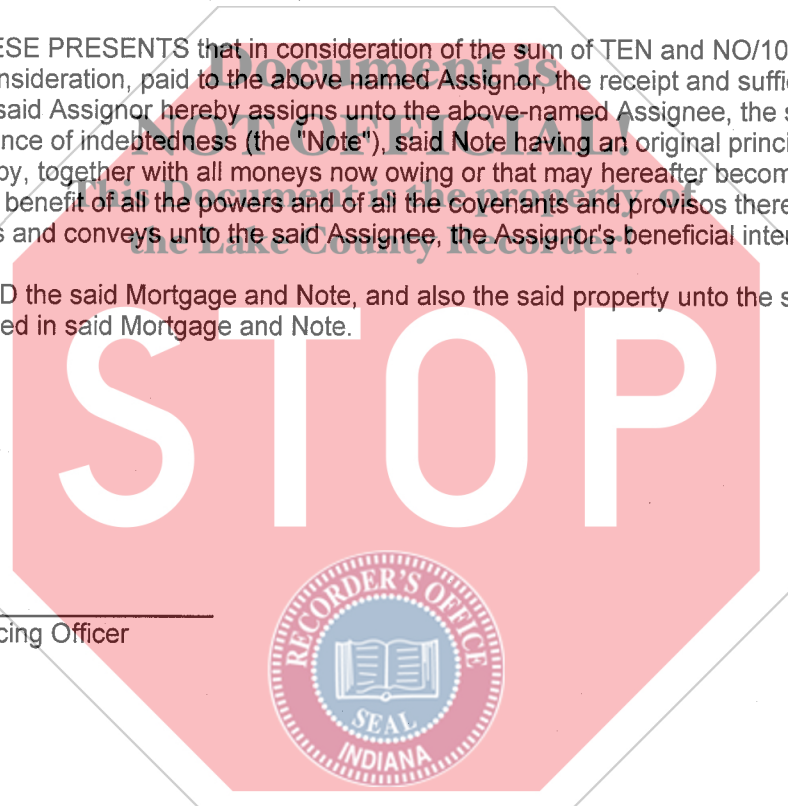 ESE PRESENTS that in consideration of the sum of TEN and NO/10
Document is
nsideration, paid to the above named Assignor, the receipt and suffi
said Assignor hereby assigns unto the above-named Assignee, the s
NOT OFFICIAL!
nce of indebtedness (the "Note"), said Note having an original princi
by, together with all moneys now owing or that may hereafter becom
This Document is the property of
benefit of all the powers and of all the covenants and provisos there
s and conveys unto the said Assignee, the Assignor's beneficial inter
the Lake County Recorder!
D the said Mortgage and Note, and also the said property unto the s
ed in said Mortgage and Note.
STOP
cing Officer
RECORDER'S OFFICE
SEAL
INDIANA